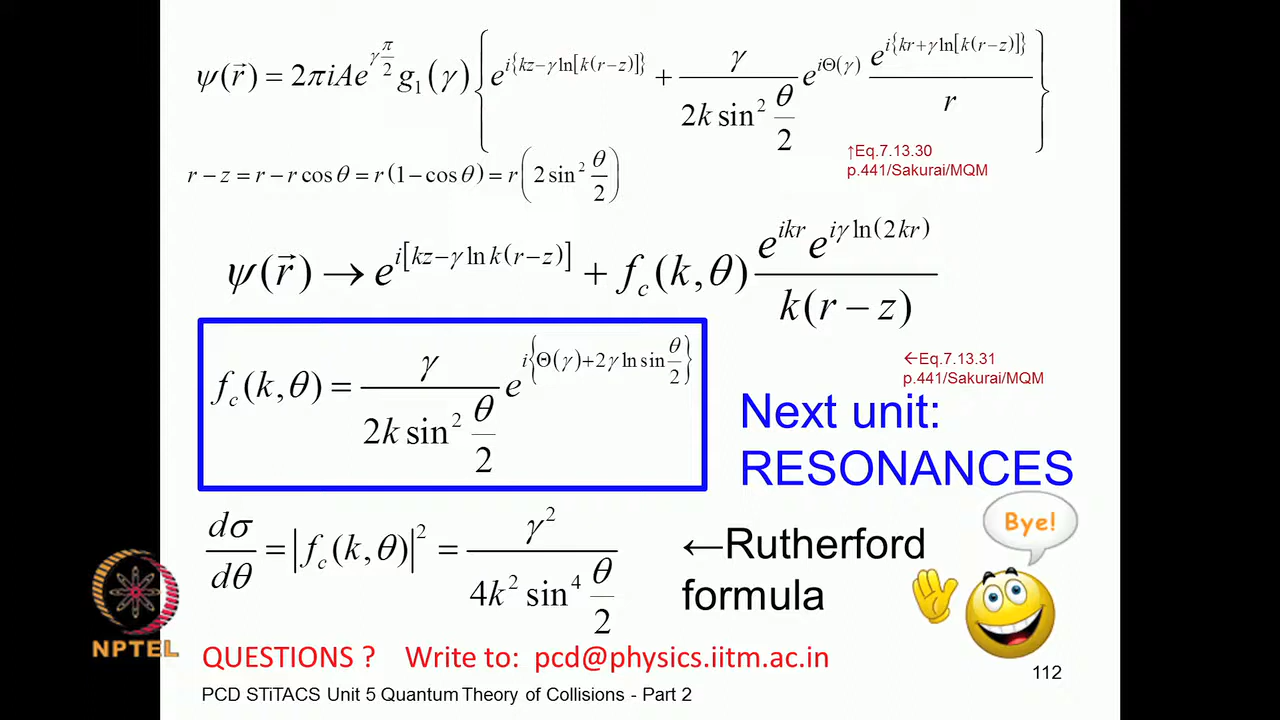 ψ(r⃗) = 2πiAe^{γ π/2} g₁(γ) { e^{i{kz−γ ln[k(r−z)]}} + γ / (2k sin² θ/2) e^{iΘ(γ)} e^{i{kr+γ ln[k(r−z)]}} / r }
↑Eq.7.13.30
p.441/Sakurai/MQM
r − z = r − r cos θ = r(1 − cos θ) = r(2 sin² θ/2)
ψ(r⃗) → e^{i[kz−γ ln k(r−z)]} + f_c(k,θ) e^{ikr} e^{iγ ln(2kr)} / k(r − z)
f_c(k,θ) = γ / (2k sin² θ/2) e^{i{Θ(γ)+2γ ln sin θ/2}}
←Eq.7.13.31
p.441/Sakurai/MQM
Next unit:
RESONANCES
Bye!
dσ/dθ = |f_c(k,θ)|² = γ² / (4k² sin⁴ θ/2)
←Rutherford
formula
NPTEL
QUESTIONS ? Write to: pcd@physics.iitm.ac.in
112
PCD STiTACS Unit 5 Quantum Theory of Collisions - Part 2